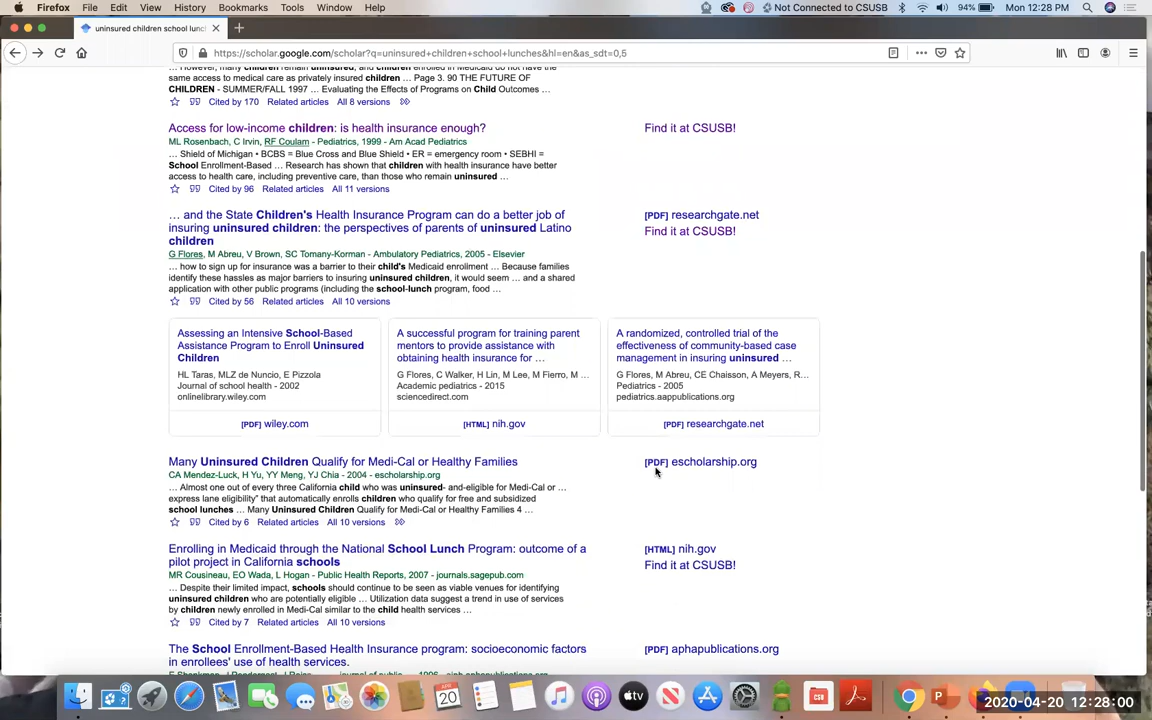 Firefox File Edit View History Bookmarks Tools Window Help Not Connected to CSUSB 94% Mon 12:28 PM
uninsured children school lunch
https://scholar.google.com/scholar?q=uninsured+children+school+lunches&hl=en&as_sdt=0,5
... However, many children remain uninsured, and children enrolled in Medicaid do not have the
same access to medical care as privately insured children ... Page 3. 90 THE FUTURE OF
CHILDREN - SUMMER/FALL 1997 ... Evaluating the Effects of Programs on Child Outcomes ...
Cited by 170 Related articles All 8 versions
Access for low-income children: is health insurance enough? Find it at CSUSB!
ML Rosenbach, C Irvin, RF Coulam - Pediatrics, 1999 - Am Acad Pediatrics
... Shield of Michigan • BCBS = Blue Cross and Blue Shield • ER = emergency room • SEBHI =
School Enrollment-Based ... Research has shown that children with health insurance have better
access to health care, including preventive care, than those who remain uninsured ...
Cited by 96 Related articles All 11 versions
... and the State Children's Health Insurance Program can do a better job of [PDF] researchgate.net
insuring uninsured children: the perspectives of parents of uninsured Latino Find it at CSUSB!
children
G Flores, M Abreu, V Brown, SC Tomany-Korman - Ambulatory Pediatrics, 2005 - Elsevier
... how to sign up for insurance was a barrier to their child's Medicaid enrollment ... Because families
identify these hassles as major barriers to insuring uninsured children, it would seem ... and a shared
application with other public programs (including the school-lunch program, food ...
Cited by 56 Related articles All 10 versions
Assessing an Intensive School-Based
Assistance Program to Enroll Uninsured
Children
HL Taras, MLZ de Nuncio, E Pizzola
Journal of school health - 2002
onlinelibrary.wiley.com
[PDF] wiley.com
A successful program for training parent
mentors to provide assistance with
obtaining health insurance for ...
G Flores, C Walker, H Lin, M Lee, M Fierro, M ...
Academic pediatrics - 2015
sciencedirect.com
[HTML] nih.gov
A randomized, controlled trial of the
effectiveness of community-based case
management in insuring uninsured ...
G Flores, M Abreu, CE Chaisson, A Meyers, R...
Pediatrics - 2005
pediatrics.aappublications.org
[PDF] researchgate.net
Many Uninsured Children Qualify for Medi-Cal or Healthy Families [PDF] escholarship.org
CA Mendez-Luck, H Yu, YY Meng, YJ Chia - 2004 - escholarship.org
... Almost one out of every three California child who was uninsured- and-eligible for Medi-Cal or ...
express lane eligibility" that automatically enrolls children who qualify for free and subsidized
school lunches ... Many Uninsured Children Qualify for Medi-Cal or Healthy Families 4 ...
Cited by 6 Related articles All 10 versions
Enrolling in Medicaid through the National School Lunch Program: outcome of a [HTML] nih.gov
pilot project in California schools Find it at CSUSB!
MR Cousineau, EO Wada, L Hogan - Public Health Reports, 2007 - journals.sagepub.com
... Despite their limited impact, schools should continue to be seen as viable venues for identifying
uninsured children who are potentially eligible ... Utilization data suggest a trend in use of services
by children newly enrolled in Medi-Cal similar to the child health services ...
Cited by 7 Related articles All 10 versions
The School Enrollment-Based Health Insurance program: socioeconomic factors [PDF] aphapublications.org
in enrollees' use of health services.
APR
20
2020-04-20 12:28:00